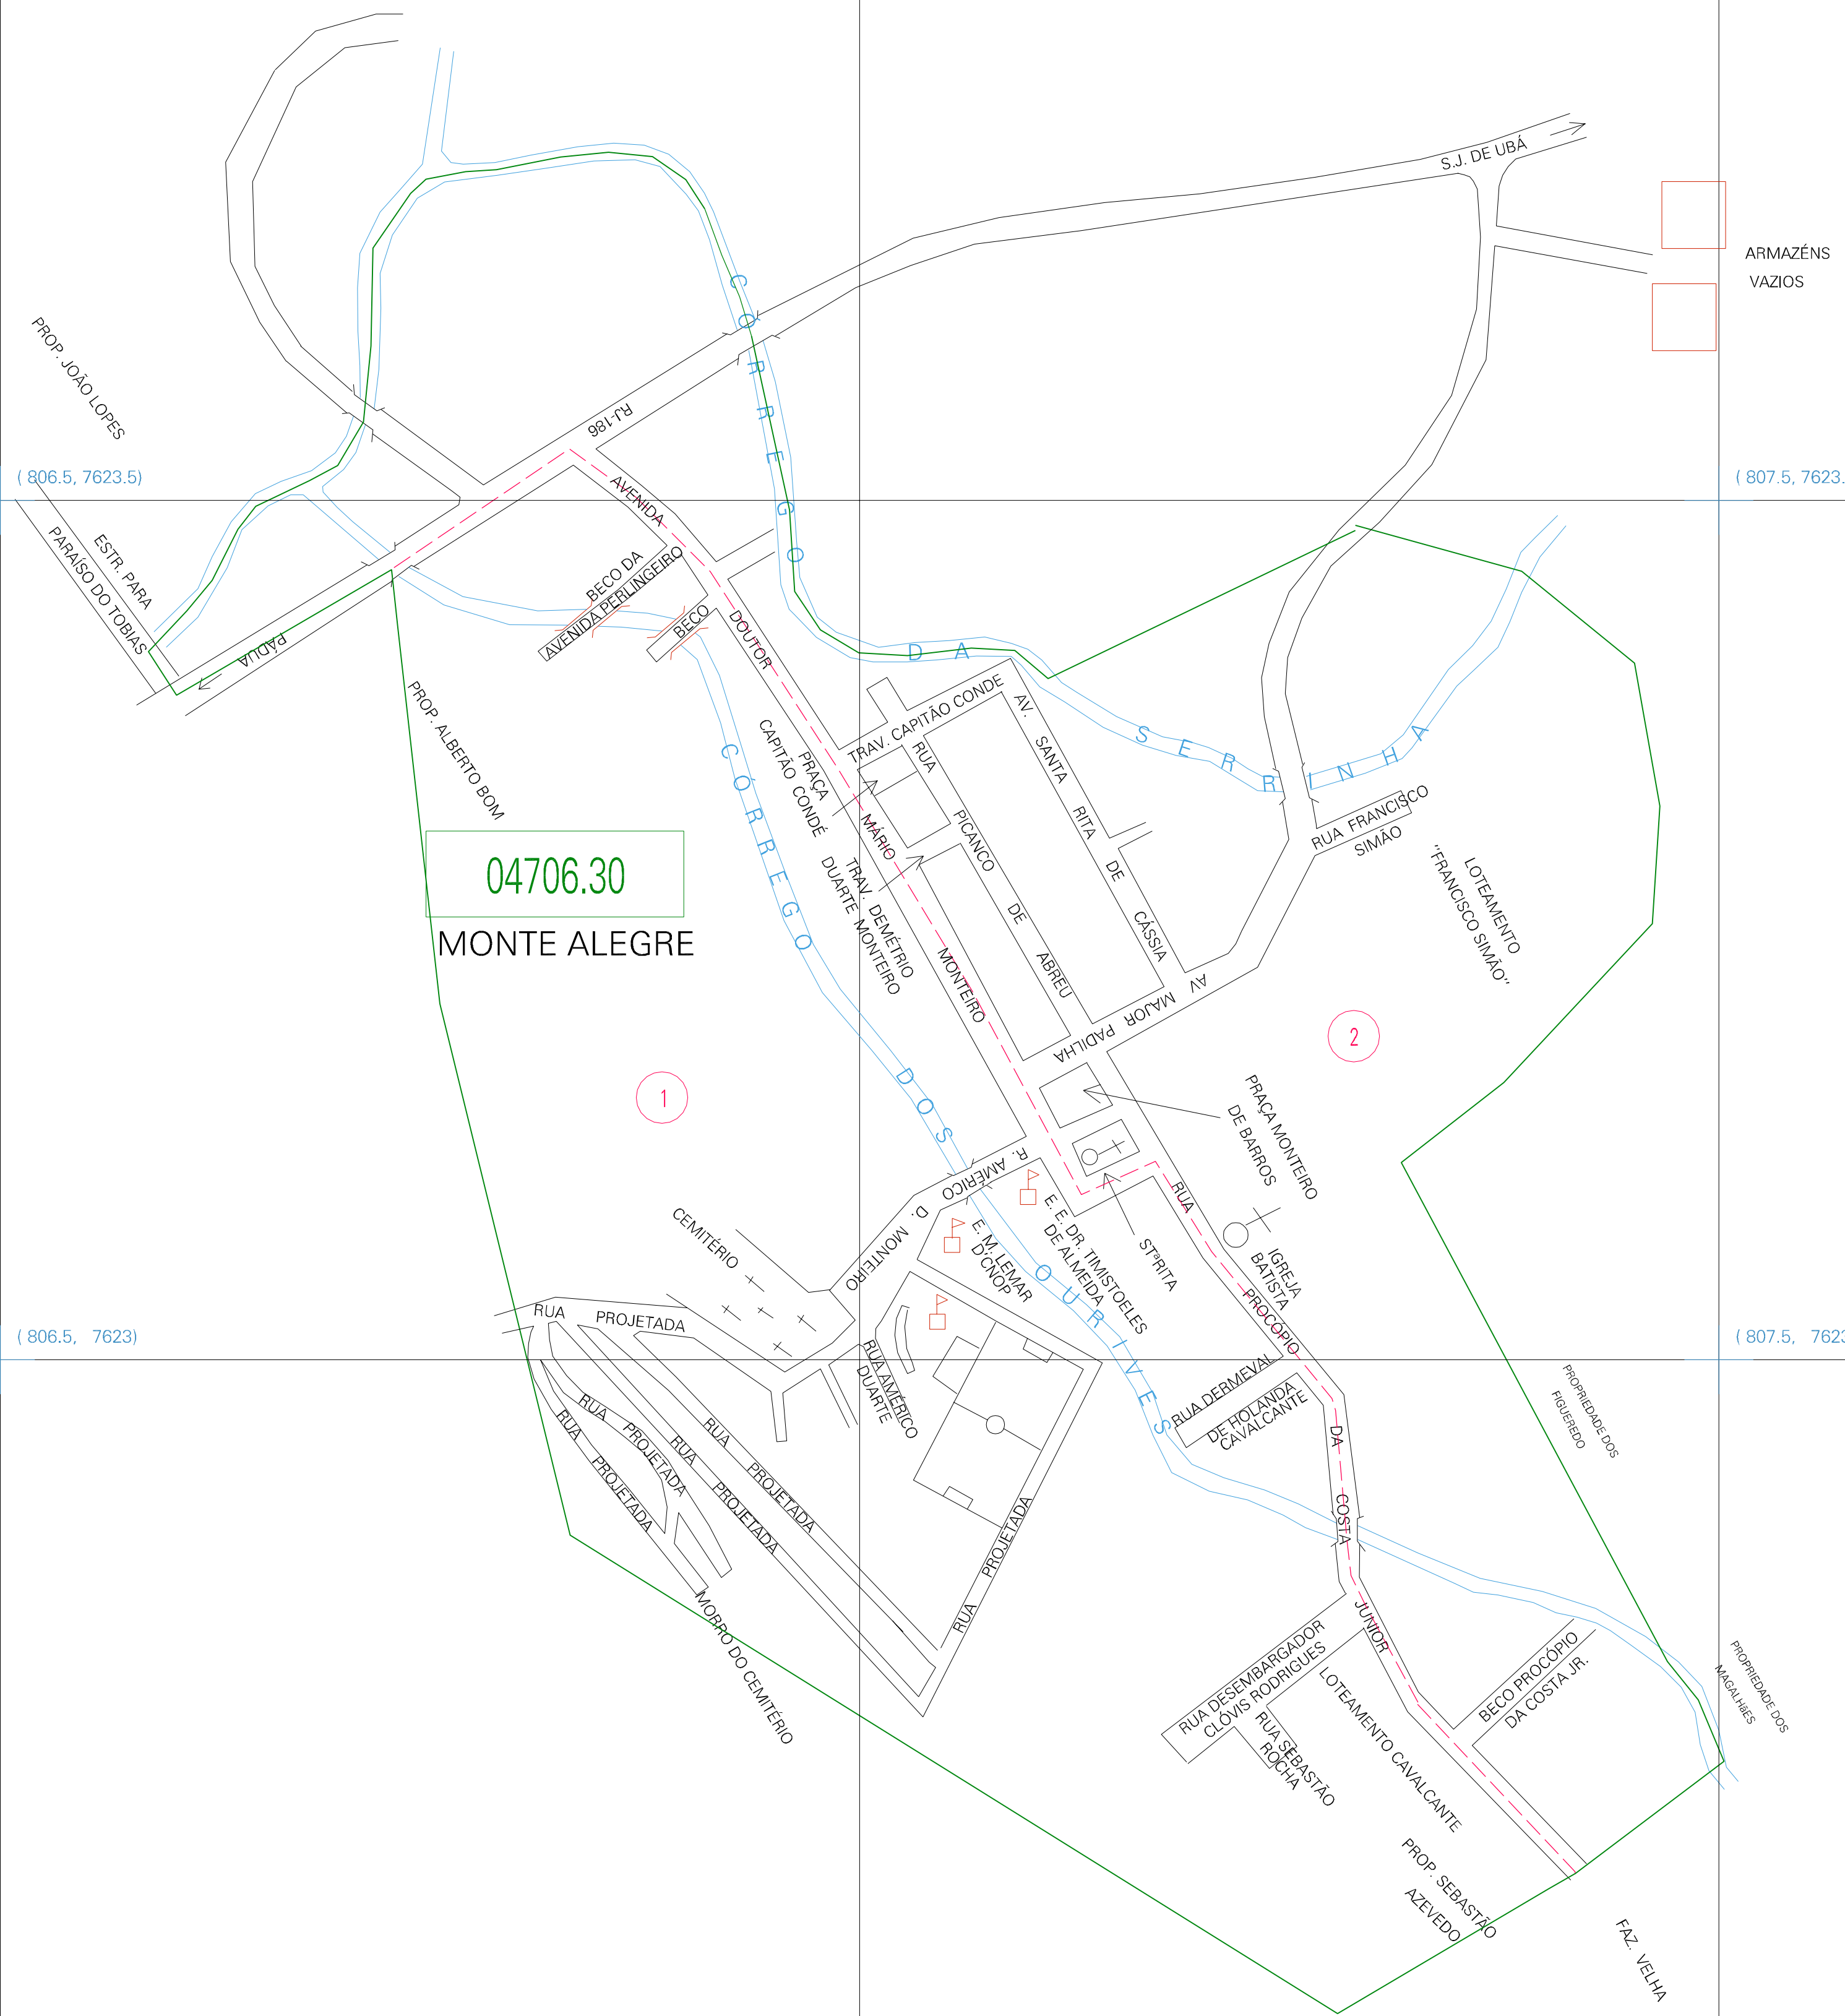 S.J. DE UBÁ
ARMAZÉNS
VAZIOS
PROP. JOÃO LOPES
RJ-186
CÓRREGO DA SERRINHA
( 806.5, 7623.5)
( 807.5, 7623.
ESTR. PARA
PARAÍSO DO TOBIAS
PÁDUA
AVENIDA DOUTOR MÁRIO MONTEIRO
BECO DA
AVENIDA PERLINGEIRO
BECO
PROP. ALBERTO BOM
TRAV. CAPITÃO CONDE
PRAÇA
CAPITÃO CONDÉ
RUA PICANCO DE ABREU
AV. SANTA RITA DE CÁSSIA
RUA FRANCISCO
SIMÃO
LOTEAMENTO
"FRANCISCO SIMÃO"
TRAV. DEMÉTRIO
DUARTE MONTEIRO
04706.30
MONTE ALEGRE
CÓRREGO DOS OURIVES
AV MAJOR PADILHA
1
2
PRAÇA MONTEIRO
DE BARROS
R. AMÉRICO D. MONTEIRO
CEMITÉRIO
E. E. DR. TIMISTOELES
DE ALMEIDA
E. M. LEMAR
D'CNOP
STªRITA
IGREJA
BATISTA
RUA PROCÓPIO DA COSTA JUNIOR
( 806.5, 7623)
( 807.5, 7623
RUA PROJETADA
RUA AMÉRICO
DUARTE
RUA DERMEVAL
DE HOLANDA
CAVALCANTE
PROPRIEDADE DOS
FIGUEREDO
RUA PROJETADA
RUA PROJETADA
RUA PROJETADA
RUA PROJETADA
RUA PROJETADA
MORRO DO CEMITÉRIO
RUA DESEMBARGADOR
CLÓVIS RODRIGUES
RUA SEBASTÃO
ROCHA
LOTEAMENTO CAVALCANTE
BECO PROCÓPIO
DA COSTA JR.
PROPRIEDADE DOS
MAGALHãES
PROP. SEBASTÃO
AZEVEDO
FAZ. VELHA